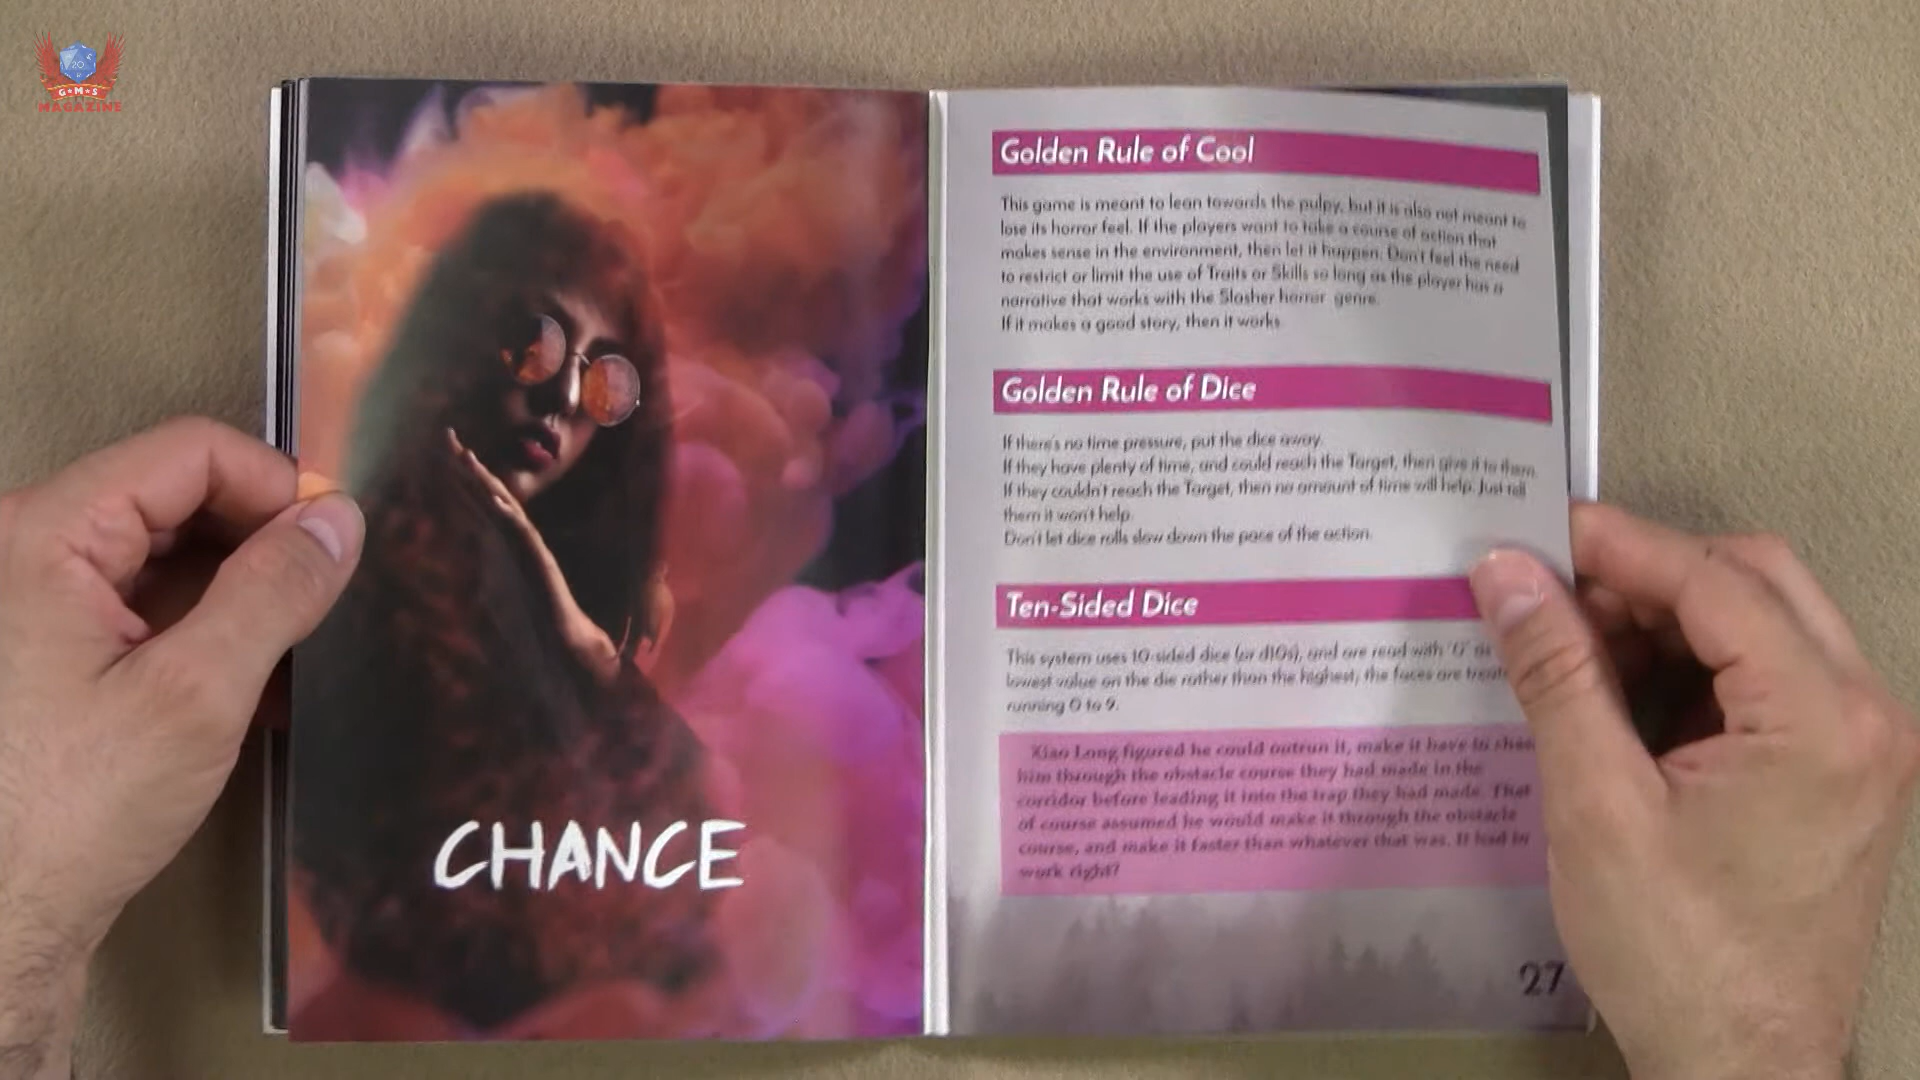 20
G★M★S
MAGAZINE
CHANCE
Golden Rule of Cool
This game is meant to lean towards the pulpy, but it is also not meant to
lose its horror feel. If the players want to take a course of action that
makes sense in the environment, then let it happen. Don't feel the need
to restrict or limit the use of Traits or Skills so long as the player has a
narrative that works with the Slasher horror genre.
If it makes a good story, then it works
Golden Rule of Dice
If there's no time pressure, put the dice away.
If they have plenty of time, and could reach the Target, then give it to them.
If they couldn't reach the Target, then no amount of time will help. Just tell
them it won't help.
Don't let dice rolls slow down the pace of the action.
Ten-Sided Dice
This system uses 10-sided dice (or d10s), and are read with '0' as
lowest value on the die rather than the highest, the faces are
running 0 to 9.
Xiao Long figured he could outrun it, make it have to
him through the obstacle course they had made in the
corridor before leading it into the trap they had made. That
of course assumed he would make it through the obstacle
course, and make it faster than whatever that was. It had to
work right?
27